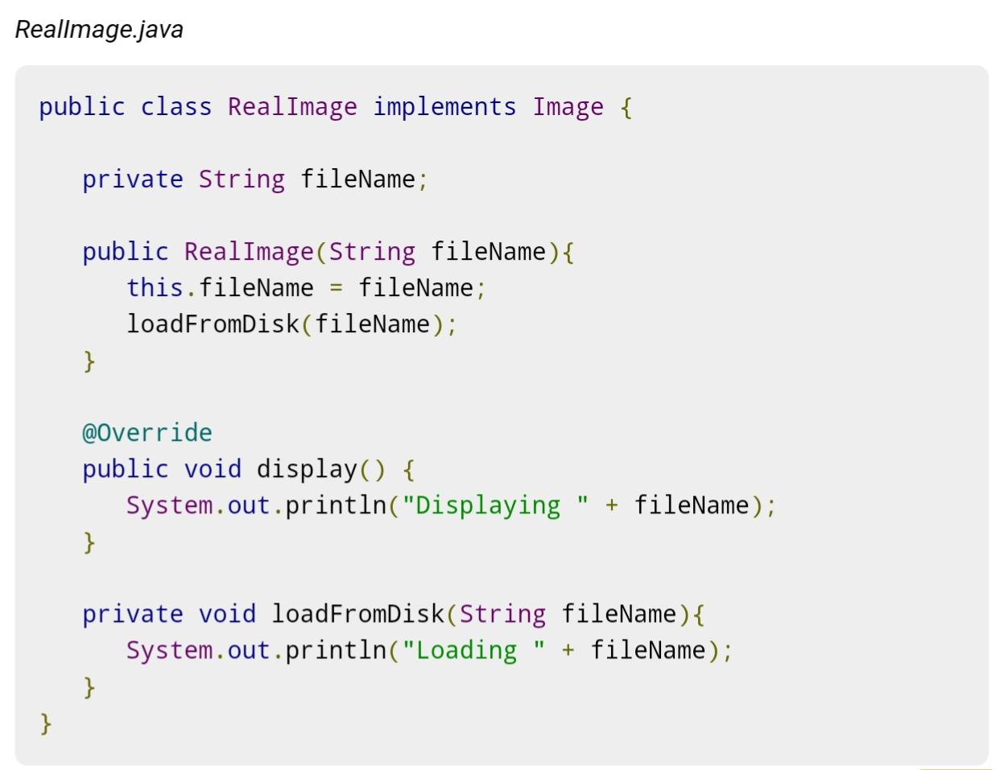 RealImage.java
public class RealImage implements Image {
private String fileName;
public RealImage(String fileName){
this.fileName = fileName;
loadFromDisk(fileName);
}
@Override
public void display() {
System.out.println("Displaying " + fileName);
}
private void loadFromDisk(String fileName){
System.out.println("Loading " + fileName);
}
}